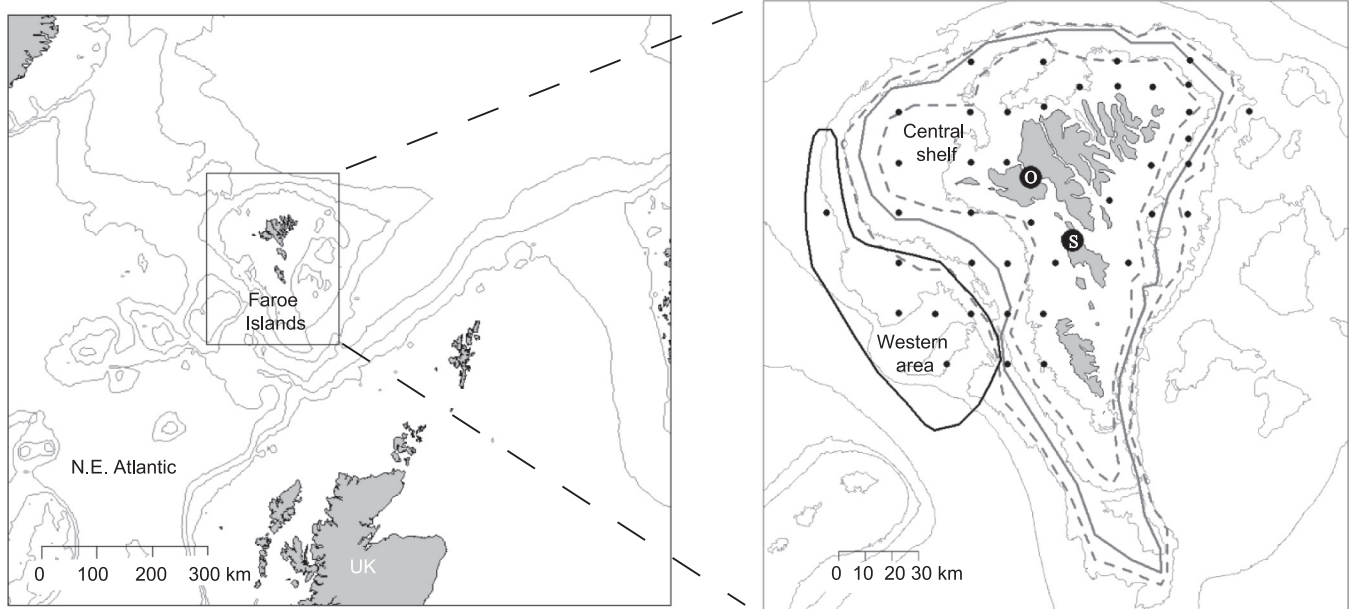 Faroe
Islands
N.E. Atlantic
UK
0 100 200 300 km
Central
shelf
O
S
Western
area
0 10 20 30 km